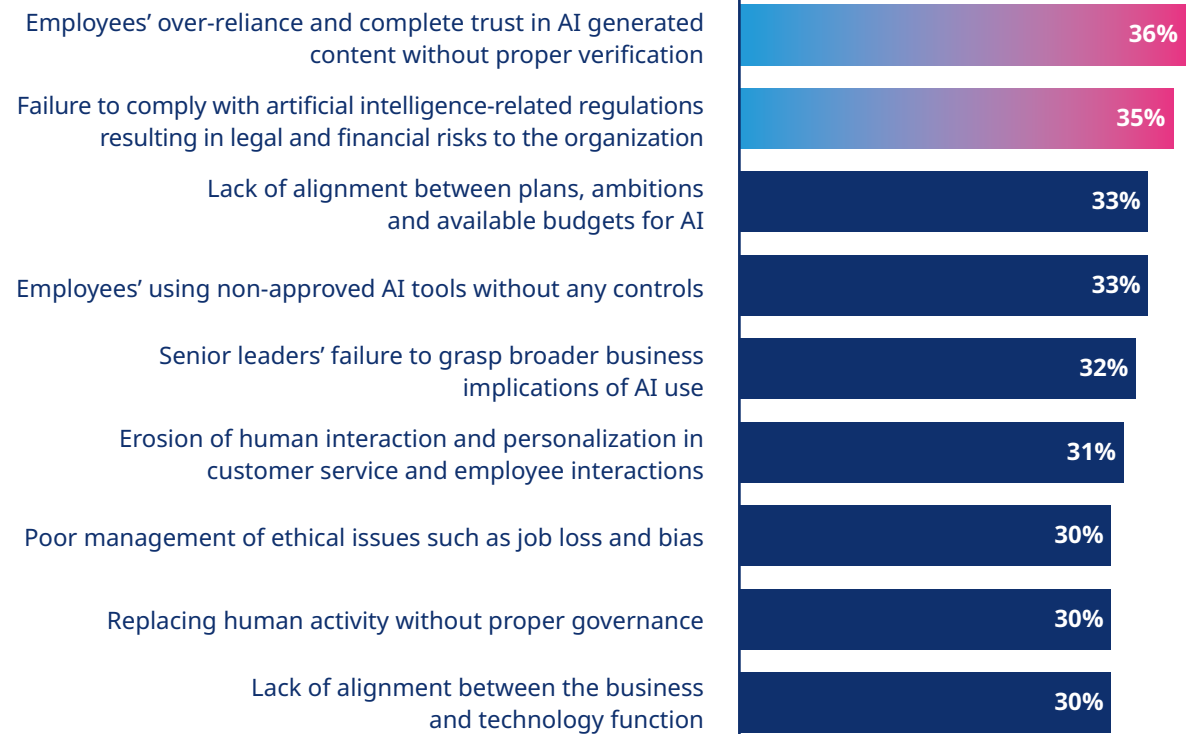 Employees’ over-reliance and complete trust in AI generated
content without proper verification
36%
Failure to comply with artificial intelligence-related regulations
resulting in legal and financial risks to the organization
35%
Lack of alignment between plans, ambitions
and available budgets for AI
33%
Employees’ using non-approved AI tools without any controls
33%
Senior leaders’ failure to grasp broader business
implications of AI use
32%
Erosion of human interaction and personalization in
customer service and employee interactions
31%
Poor management of ethical issues such as job loss and bias
30%
Replacing human activity without proper governance
30%
Lack of alignment between the business
and technology function
30%